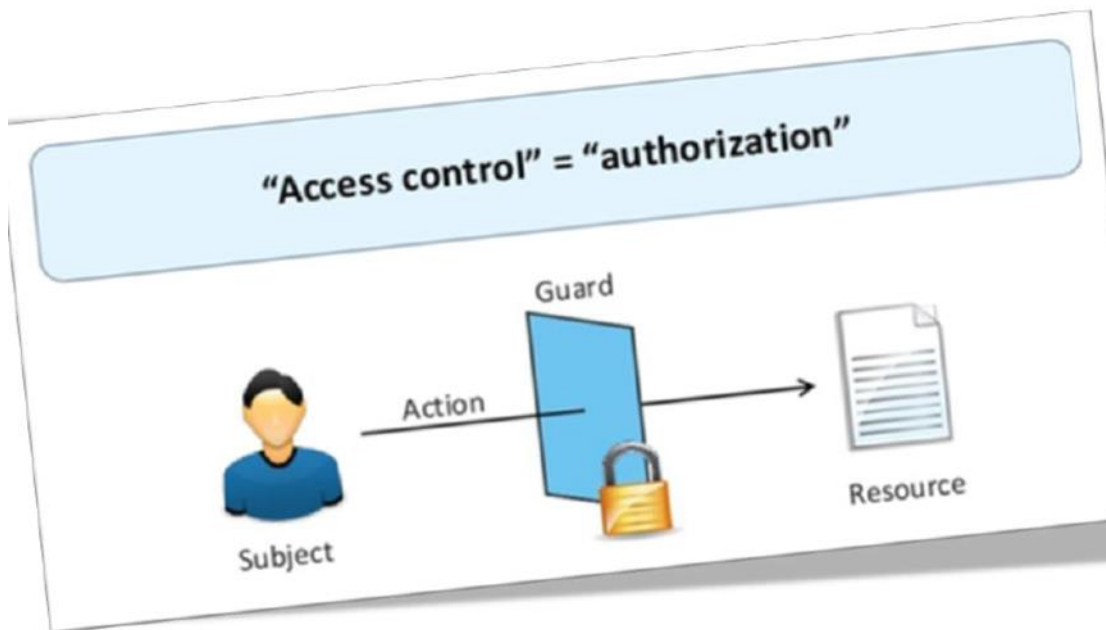 “Access control” = “authorization”
Guard
Action
Subject
Resource